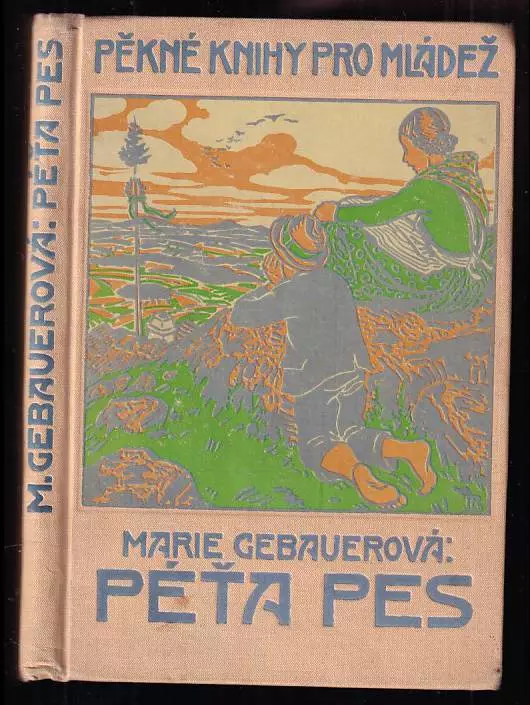 M. GEBAUEROVÁ: PÉŤA PES
PĚKNÉ KNIHY PRO MLÁDEŽ
MARIE GEBAUEROVÁ:
PÉŤA PES